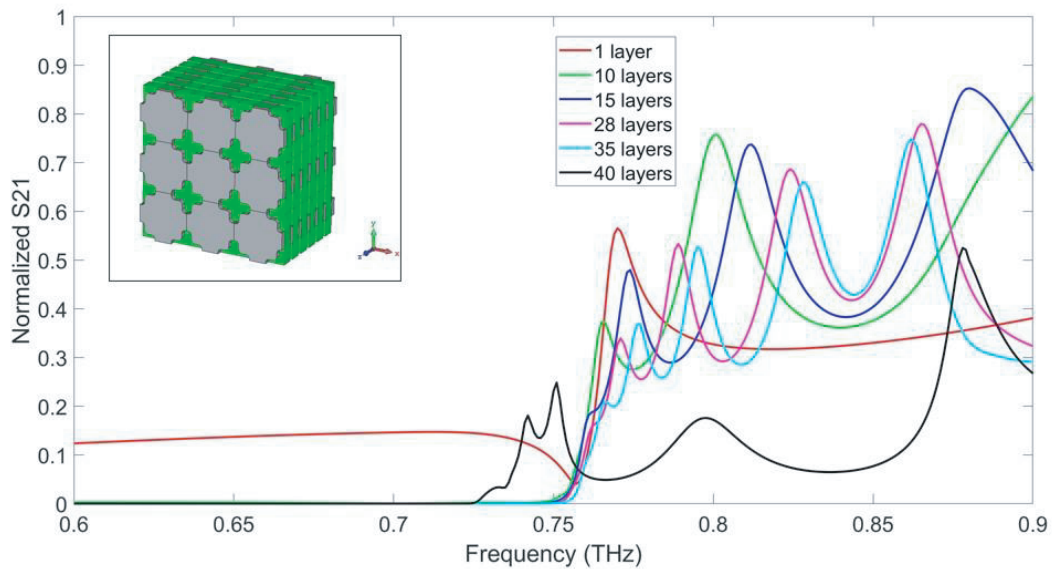 1
0.9
0.8
0.7
0.6
0.5
0.4
0.3
0.2
0.1
0
Normalized S21
y
z
x
1 layer
10 layers
15 layers
28 layers
35 layers
40 layers
0.6
0.65
0.7
0.75
0.8
0.85
0.9
Frequency (THz)